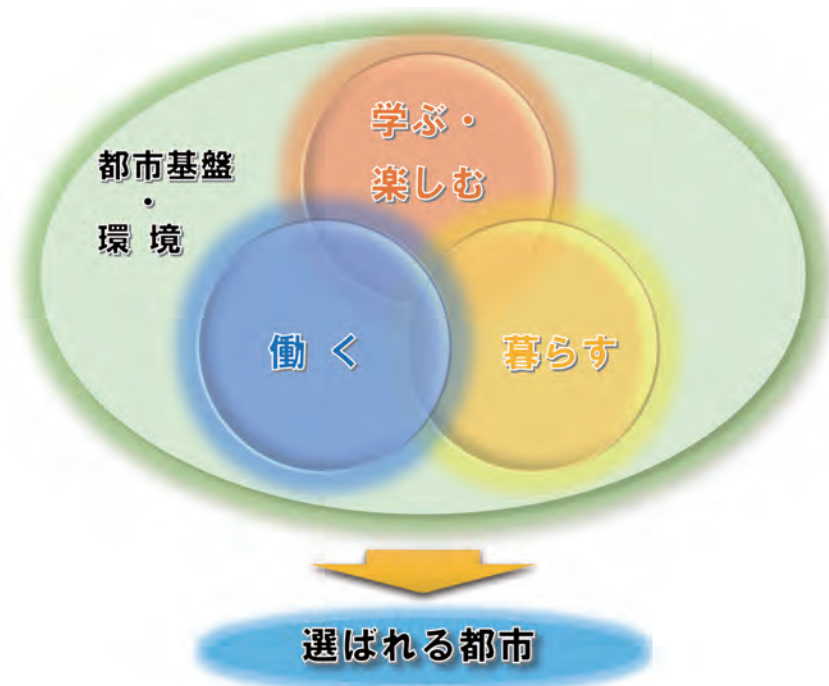 学ぶ・
楽しむ
都市基盤
・
環 境
働 く
暮らす
選ばれる都市